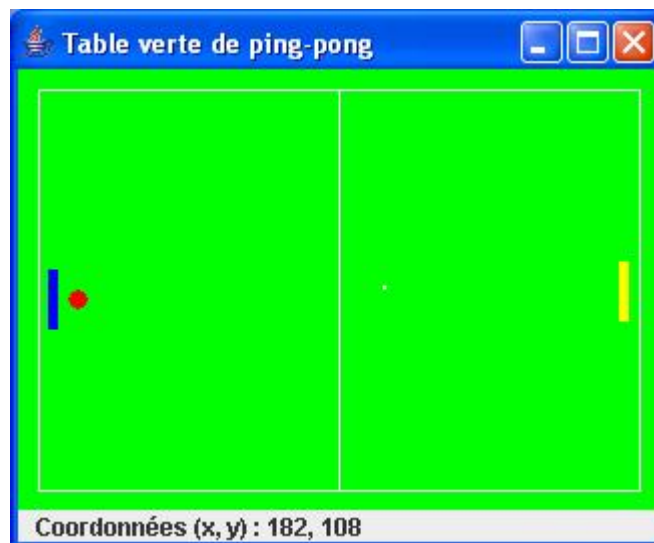 Table verte de ping-pong
Coordonnées (x, y) : 182, 108